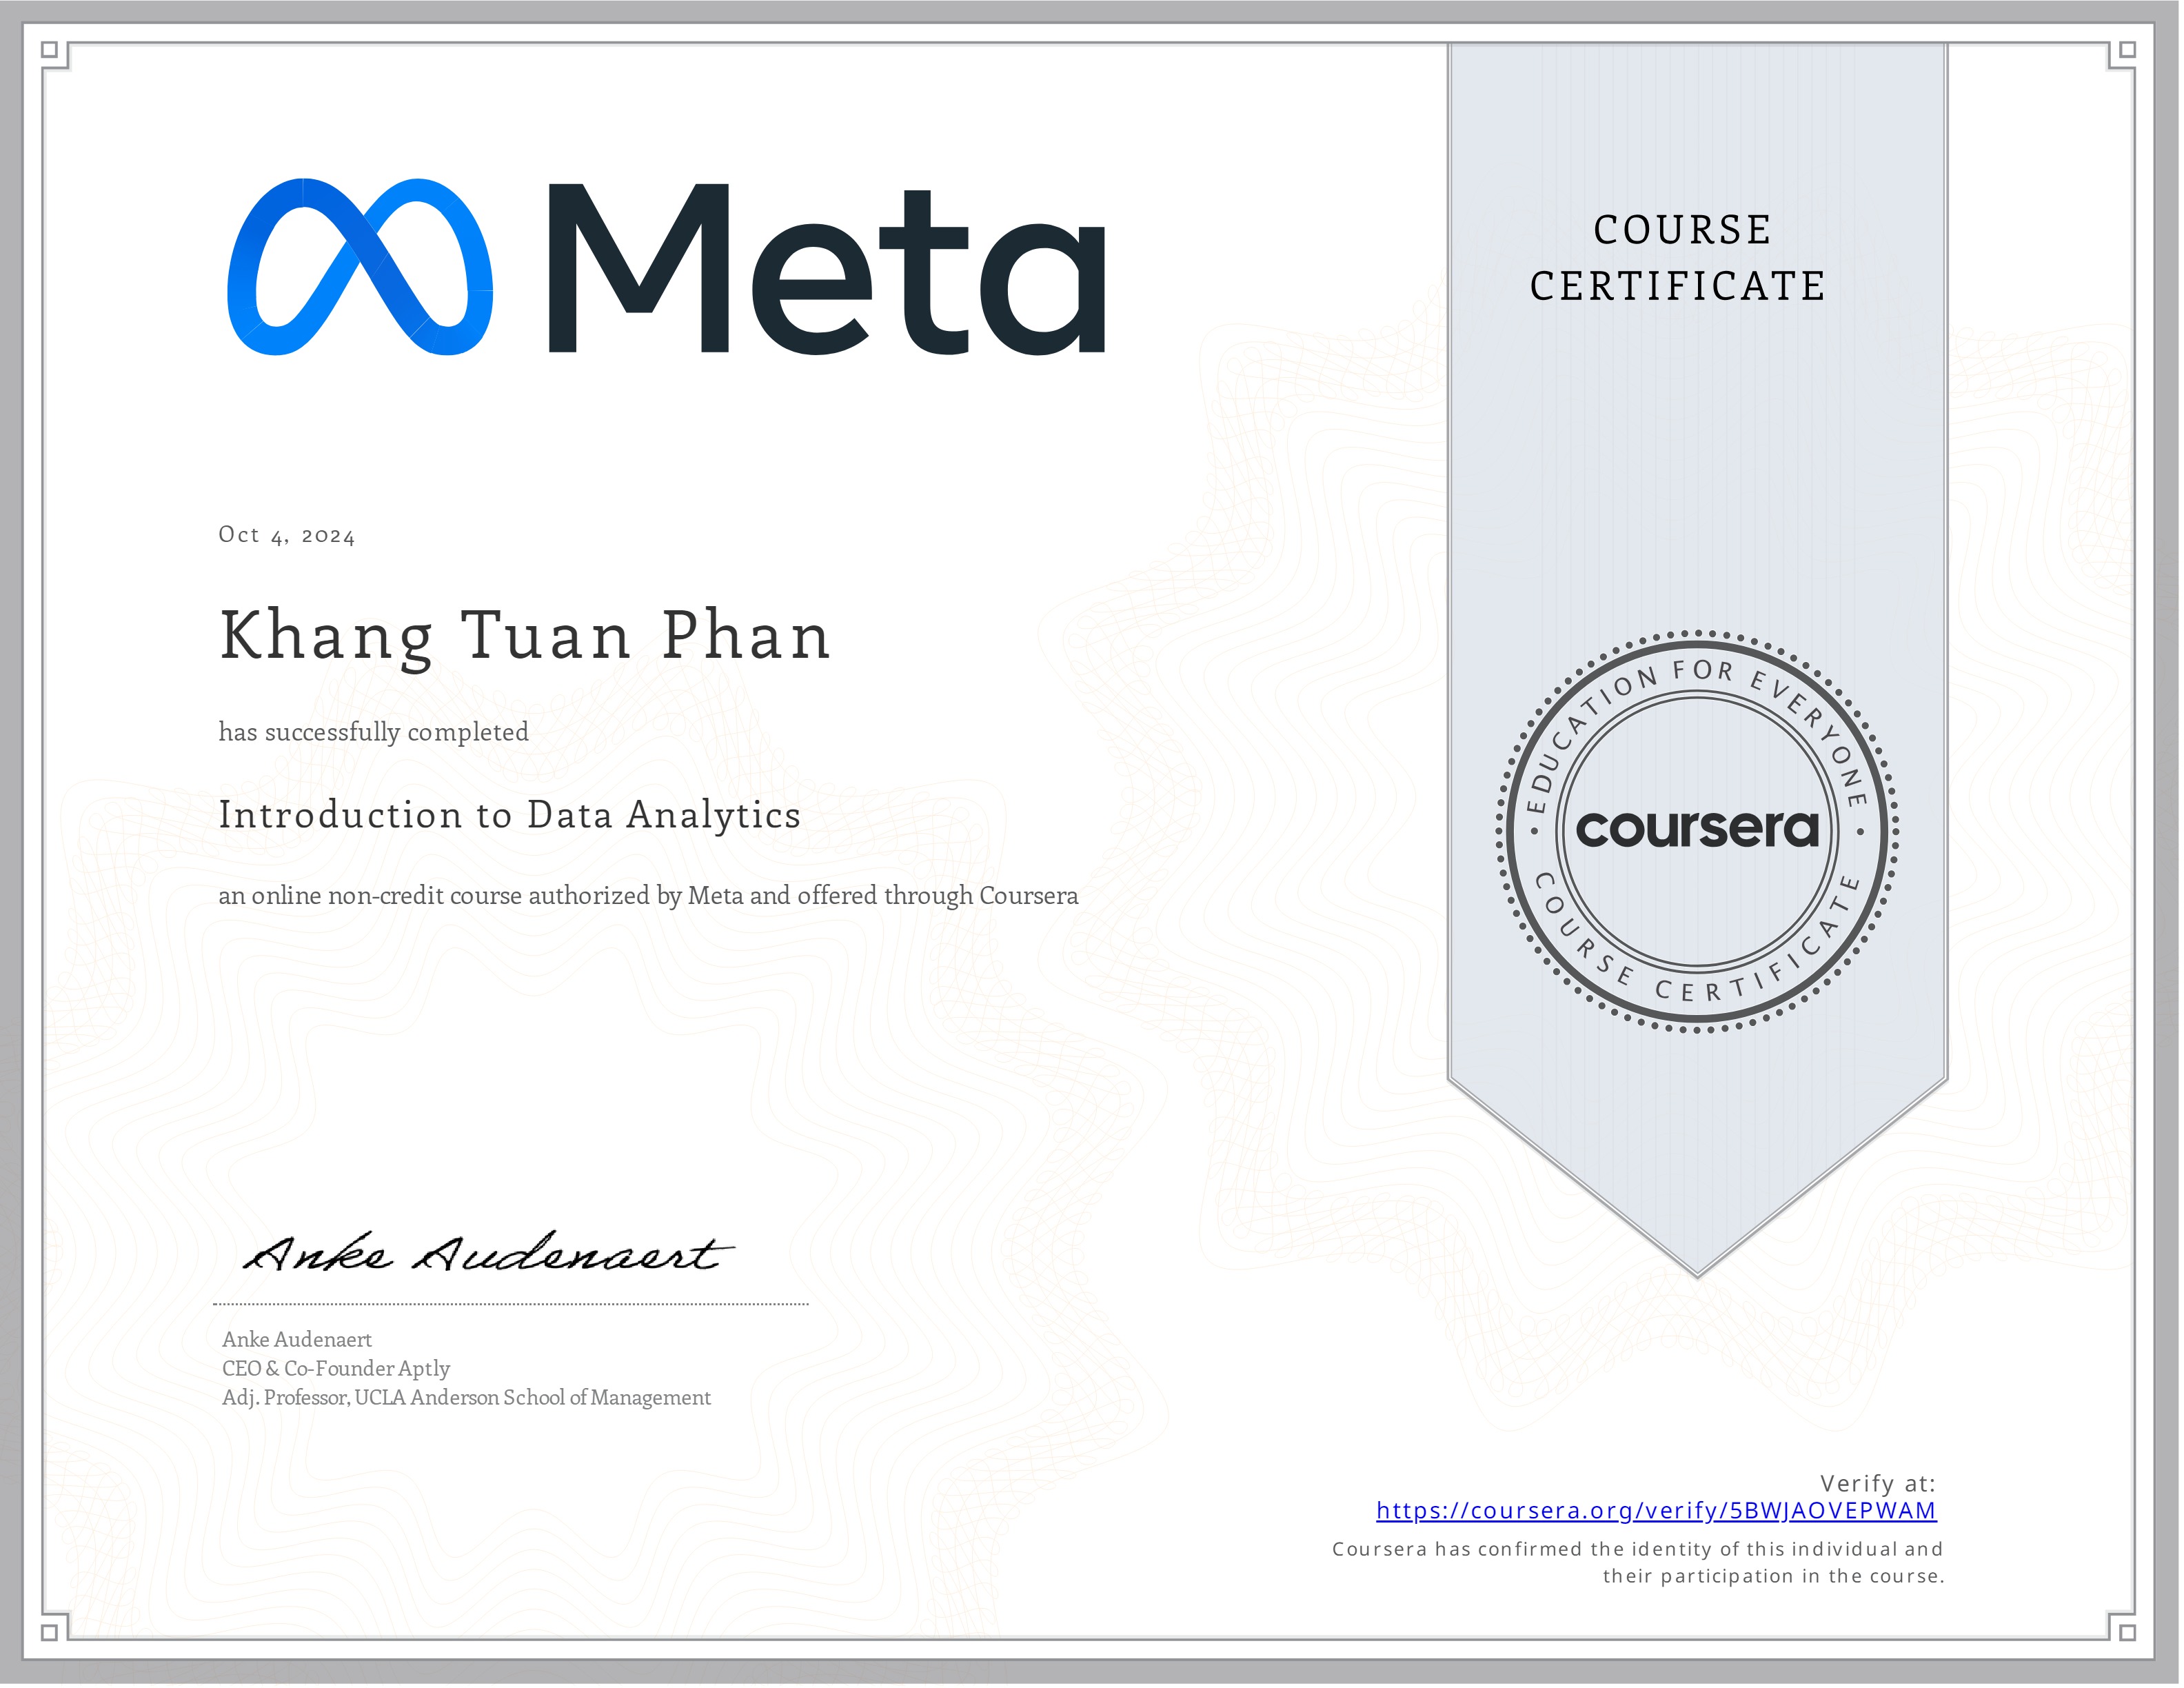 Meta
COURSE
CERTIFICATE
Oct 4, 2024
Khang Tuan Phan
has successfully completed
Introduction to Data Analytics
an online non-credit course authorized by Meta and offered through Coursera
EDUCATION FOR EVERYONE
coursera
COURSE CERTIFICATE
Anke Audenaert
Anke Audenaert
CEO & Co-Founder Aptly
Adj. Professor, UCLA Anderson School of Management
Verify at:
https://coursera.org/verify/5BWJAOVEPWAM
Coursera has confirmed the identity of this individual and
their participation in the course.